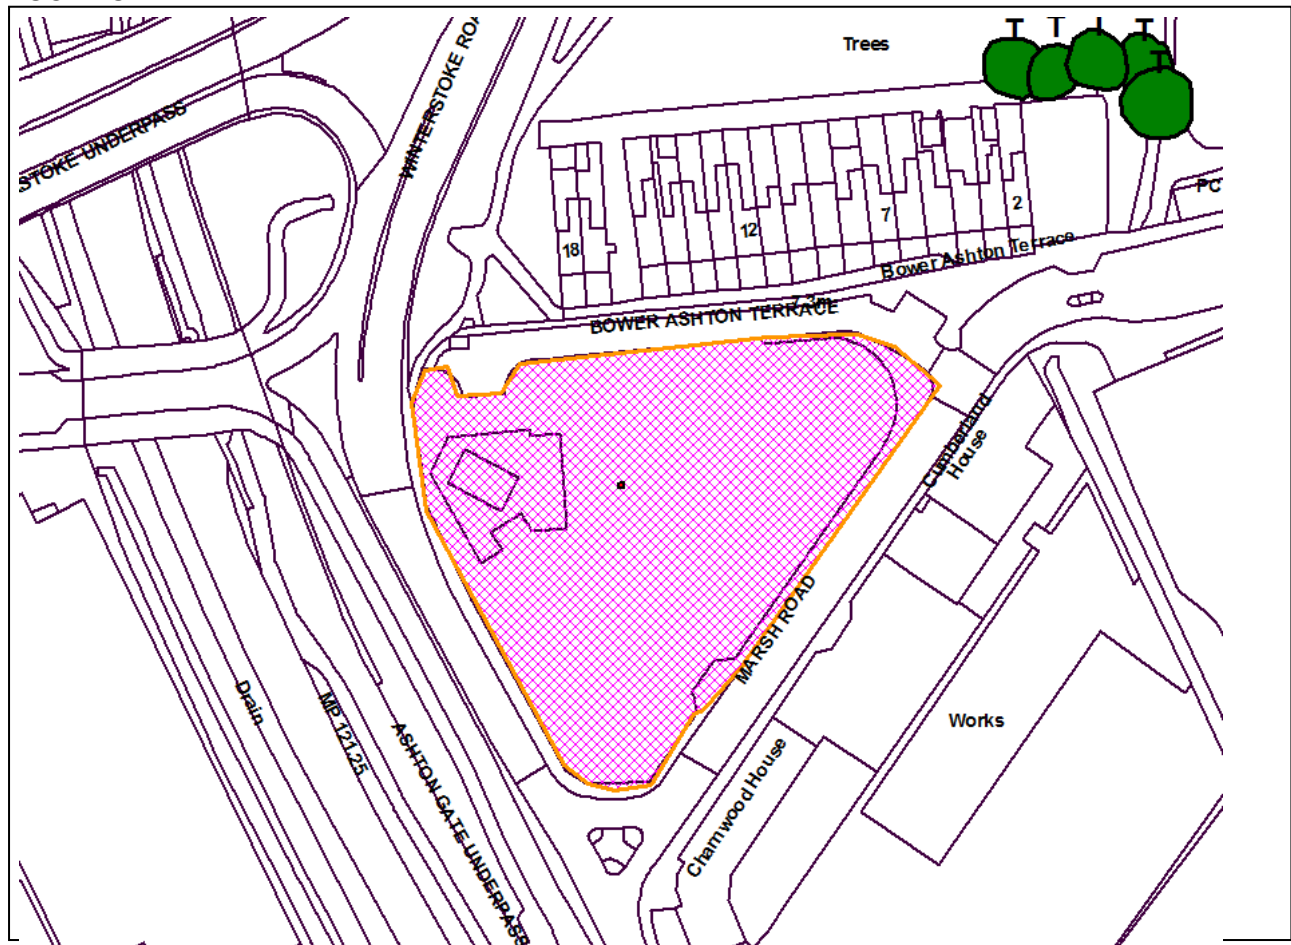 T
T
T
T
T
Trees
WINTERSTOKE ROA
STOKE UNDERPASS
PC
2
7
12
18
Bower Ashton Terrace
7.3m
BOWER ASHTON TERRACE
Cumberland
House
MARSH ROAD
Works
Drain
MP 121.25
ASHTON GATE UNDERPASS
Charnwood House